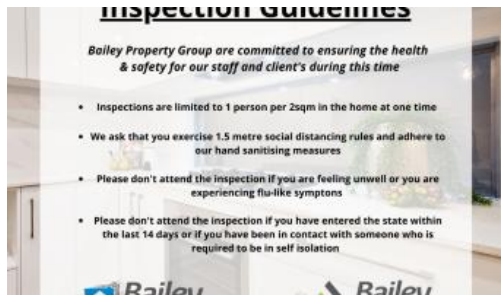 Inspection Guidelines
Bailey Property Group are committed to ensuring the health
& safety for our staff and client's during this time
• Inspections are limited to 1 person per 2sqm in the home at one time
• We ask that you exercise 1.5 metre social distancing rules and adhere to
our hand sanitising measures
• Please don't attend the inspection if you are feeling unwell or you are
experiencing flu-like symptons
• Please don't attend the inspection if you have entered the state within
the last 14 days or if you have been in contact with someone who is
required to be in self isolation
Bailey Bailey